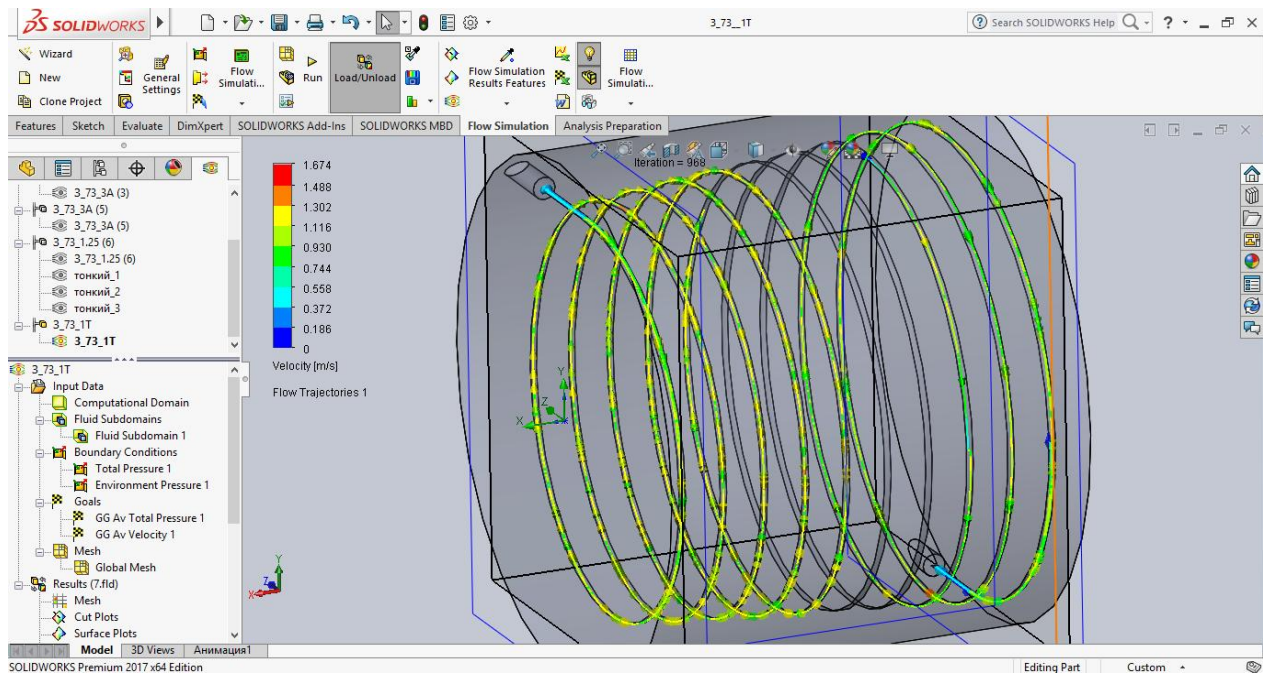 SOLIDWORKS
3_73__1T
Search SOLIDWORKS Help
Wizard
New
Clone Project
General Settings
Flow Simulati...
Run
Load/Unload
Flow Simulation Results Features
Flow Simulati...
Features Sketch Evaluate DimXpert SOLIDWORKS Add-Ins SOLIDWORKS MBD Flow Simulation Analysis Preparation
Iteration = 968
3_73_3A (3)
3_73_3A (5)
3_73_3A (5)
3_73_1.25 (6)
3_73_1.25 (6)
тонкий_1
тонкий_2
тонкий_3
3_73_1T
3_73_1T
3_73_1T
Input Data
Computational Domain
Fluid Subdomains
Fluid Subdomain 1
Boundary Conditions
Total Pressure 1
Environment Pressure 1
Goals
GG Av Total Pressure 1
GG Av Velocity 1
Mesh
Global Mesh
Results (7.fld)
Mesh
Cut Plots
Surface Plots
1.674
1.488
1.302
1.116
0.930
0.744
0.558
0.372
0.186
0
Velocity [m/s]
Flow Trajectories 1
Y
Z
X
Y
Z
X
Model 3D Views Анимация1
SOLIDWORKS Premium 2017 x64 Edition
Editing Part
Custom